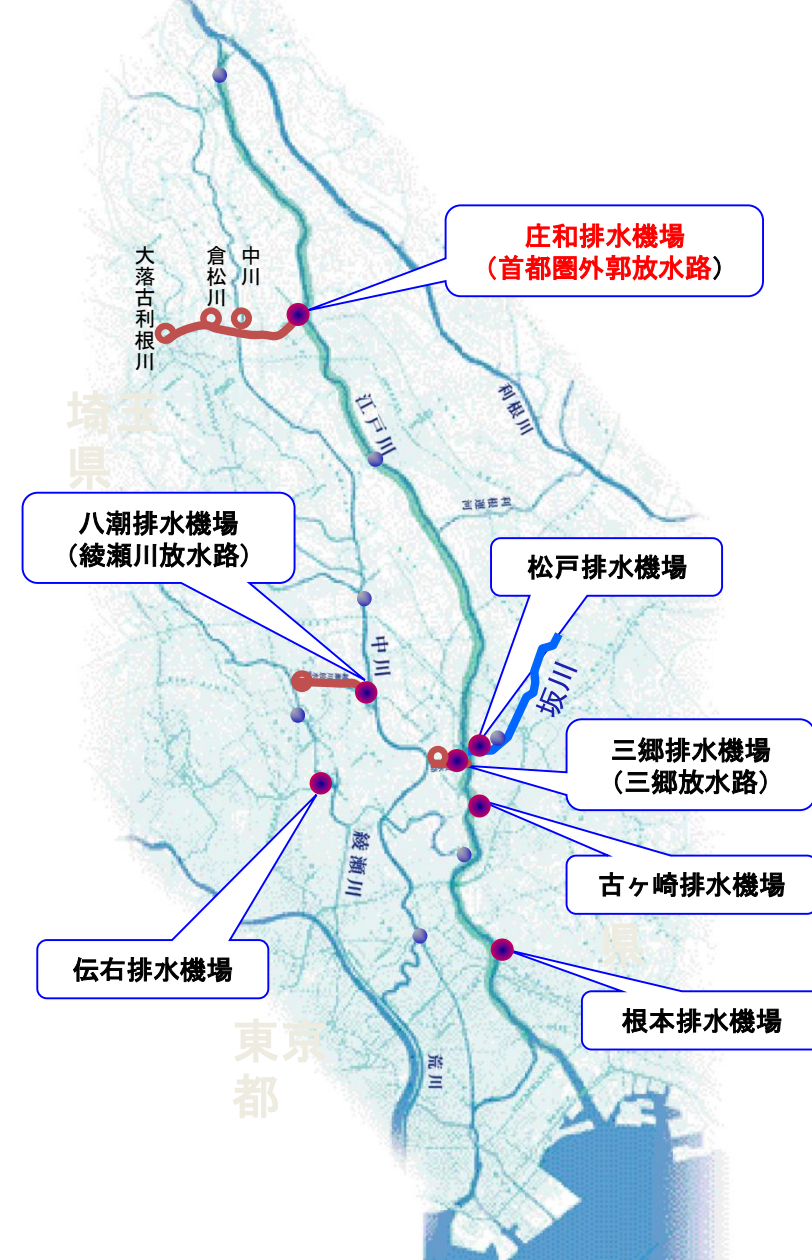 庄和排水機場
（首都圏外郭放水路）
大落古利根川
倉松川
中川
埼玉
県
江戸川
利根川
利根運河
八潮排水機場
（綾瀬川放水路）
松戸排水機場
中川
坂川
三郷排水機場
（三郷放水路）
綾瀬川
古ヶ崎排水機場
県
伝右排水機場
根本排水機場
東京
都
荒川